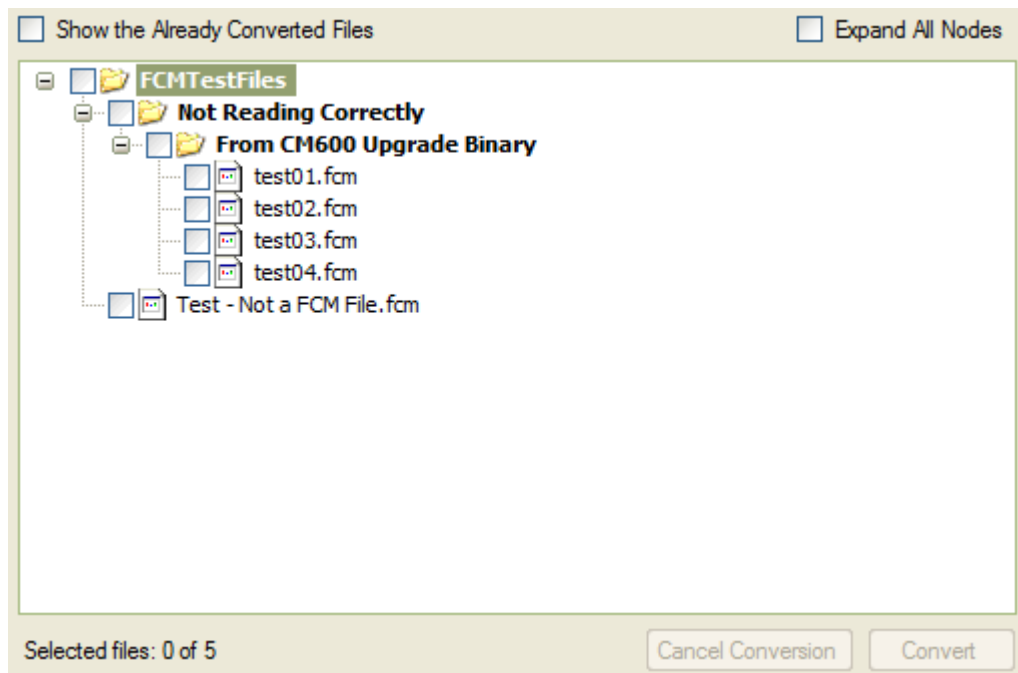 Show the Already Converted Files Expand All Nodes
FCMTestFiles
Not Reading Correctly
From CM600 Upgrade Binary
test01.fcm
test02.fcm
test03.fcm
test04.fcm
Test - Not a FCM File.fcm
Selected files: 0 of 5 Cancel Conversion Convert